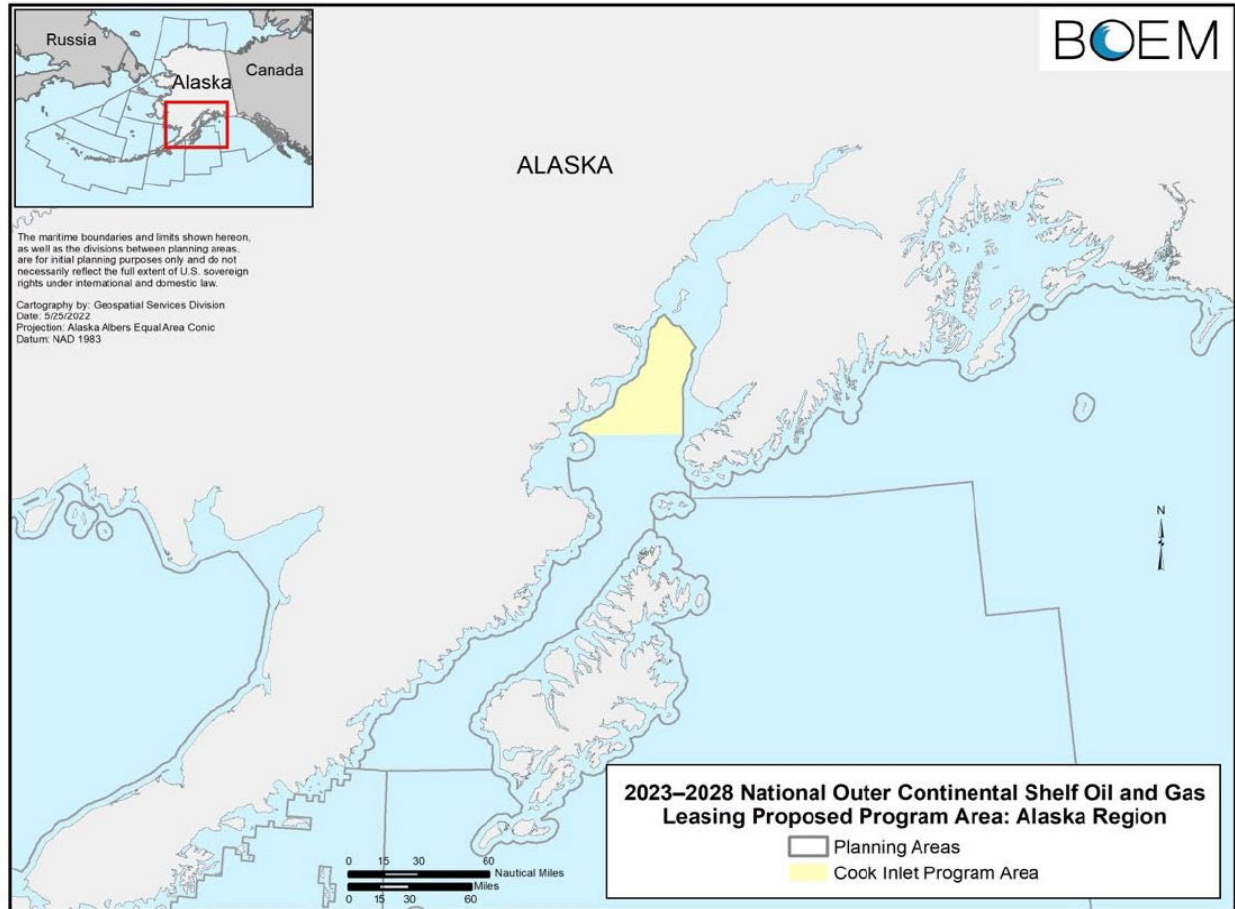 Russia
Canada
Alaska
BOEM
ALASKA
The maritime boundaries and limits shown hereon,
as well as the divisions between planning areas,
are for initial planning purposes only and do not
necessarily reflect the full extent of U.S. sovereign
rights under international and domestic law.
Cartography by: Geospatial Services Division
Date: 5/25/2022
Projection: Alaska Albers Equal Area Conic
Datum: NAD 1983
N
0 15 30 60
Nautical Miles
Miles
0 15 30 60
2023–2028 National Outer Continental Shelf Oil and Gas
Leasing Proposed Program Area: Alaska Region
Planning Areas
Cook Inlet Program Area